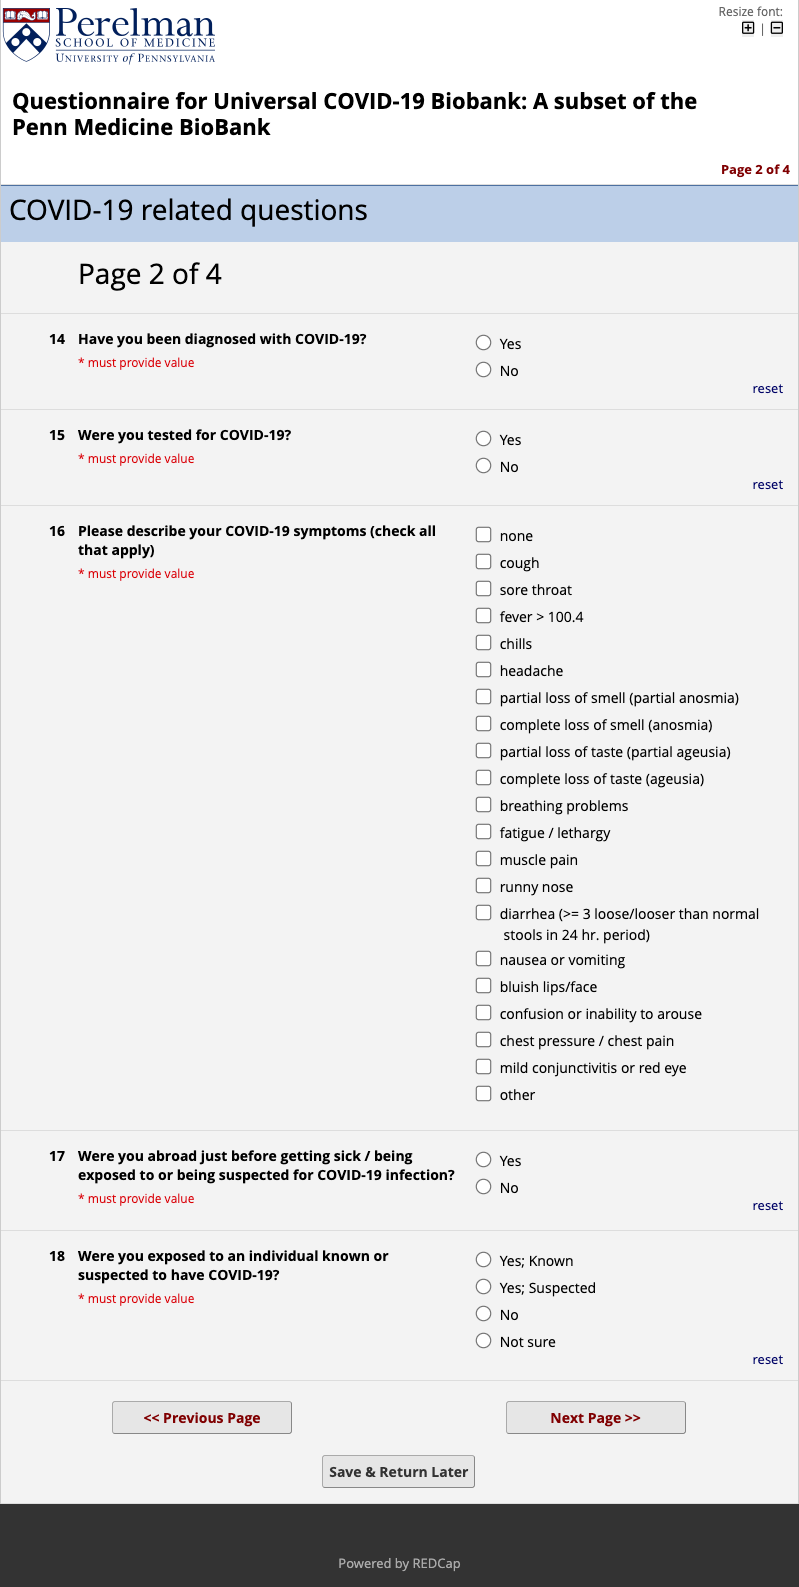 Perelman
SCHOOL OF MEDICINE
UNIVERSITY of PENNSYLVANIA
Resize font:
|
Questionnaire for Universal COVID-19 Biobank: A subset of the
Penn Medicine BioBank
Page 2 of 4
COVID-19 related questions
Page 2 of 4
14 Have you been diagnosed with COVID-19?
* must provide value
Yes
No
reset
15 Were you tested for COVID-19?
* must provide value
Yes
No
reset
16 Please describe your COVID-19 symptoms (check all
that apply)
* must provide value
none
cough
sore throat
fever > 100.4
chills
headache
partial loss of smell (partial anosmia)
complete loss of smell (anosmia)
partial loss of taste (partial ageusia)
complete loss of taste (ageusia)
breathing problems
fatigue / lethargy
muscle pain
runny nose
diarrhea (>= 3 loose/looser than normal
stools in 24 hr. period)
nausea or vomiting
bluish lips/face
confusion or inability to arouse
chest pressure / chest pain
mild conjunctivitis or red eye
other
17 Were you abroad just before getting sick / being
exposed to or being suspected for COVID-19 infection?
* must provide value
Yes
No
reset
18 Were you exposed to an individual known or
suspected to have COVID-19?
* must provide value
Yes; Known
Yes; Suspected
No
Not sure
reset
<< Previous Page
Next Page >>
Save & Return Later
Powered by REDCap